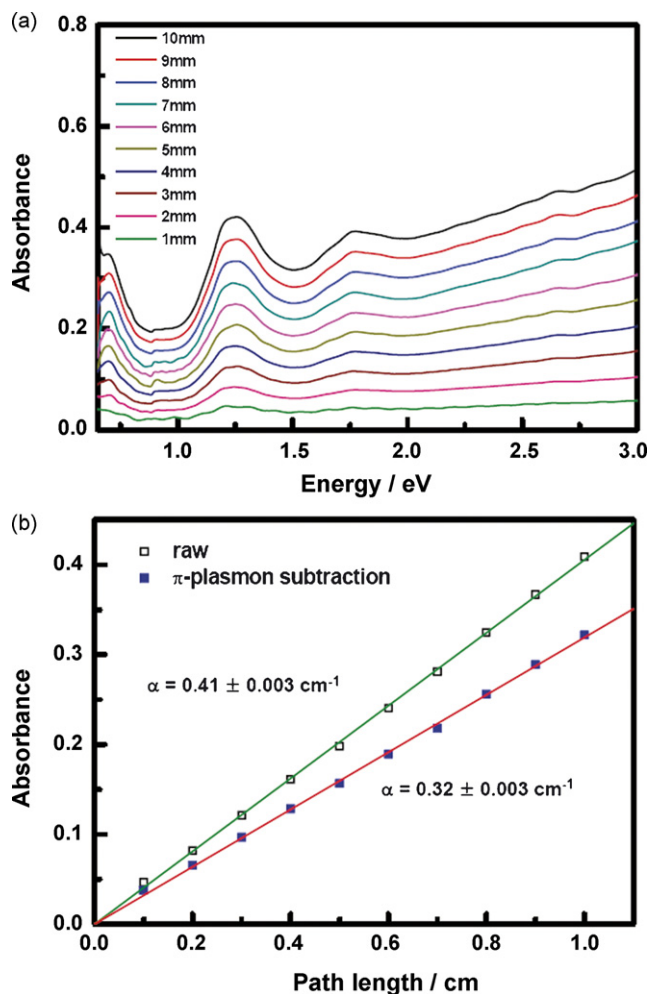 (a)
0.8
0.6
0.4
0.2
0.0
Absorbance
10mm
9mm
8mm
7mm
6mm
5mm
4mm
3mm
2mm
1mm
1.0 1.5 2.0 2.5 3.0
Energy / eV
(b)
0.4
0.3
0.2
0.1
0.0
Absorbance
raw
π-plasmon subtraction
α = 0.41 ± 0.003 cm⁻¹
α = 0.32 ± 0.003 cm⁻¹
0.0 0.2 0.4 0.6 0.8 1.0
Path length / cm